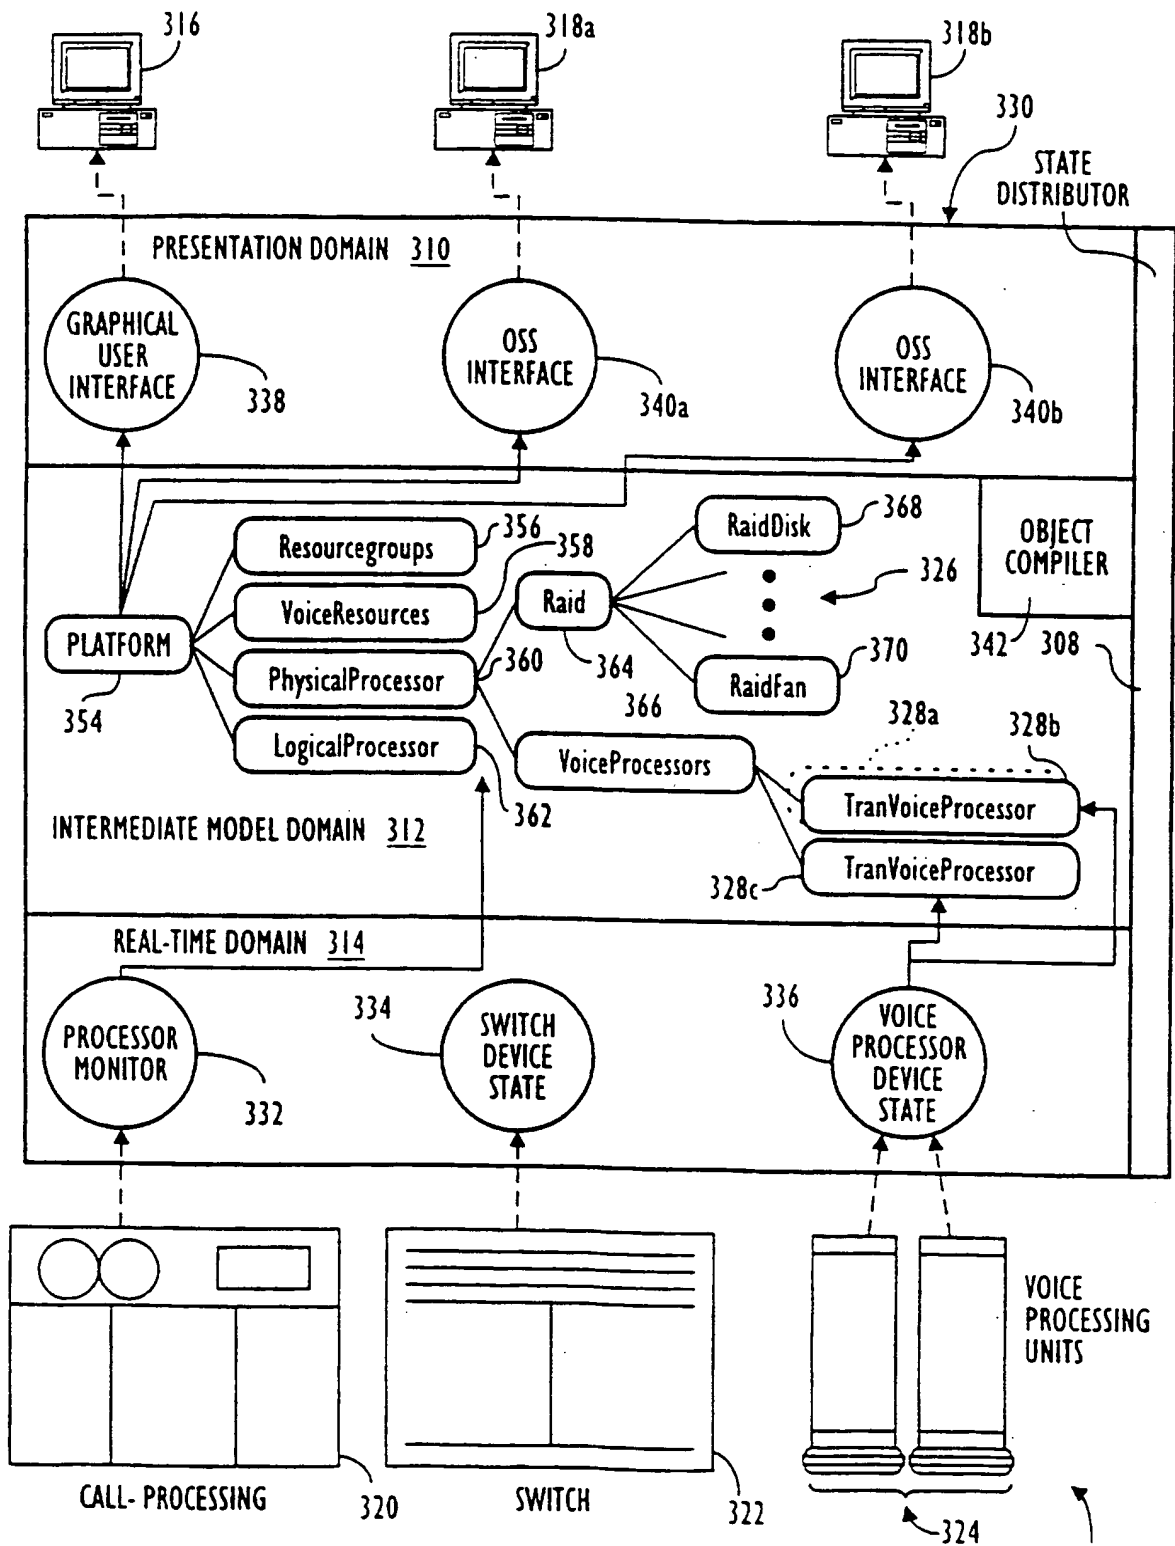 316
318a
318b
330
STATE
DISTRIBUTOR
PRESENTATION DOMAIN 310
GRAPHICAL
USER
INTERFACE
338
OSS
INTERFACE
340a
OSS
INTERFACE
340b
Resourcegroups
356
358
VoiceResources
PLATFORM
354
PhysicalProcessor
360
LogicalProcessor
362
Raid
364
366
RaidDisk
368
326
RaidFan
370
OBJECT
COMPILER
342
308
328a
328b
VoiceProcessors
TranVoiceProcessor
TranVoiceProcessor
328c
INTERMEDIATE MODEL DOMAIN 312
REAL-TIME DOMAIN 314
PROCESSOR
MONITOR
332
334
SWITCH
DEVICE
STATE
336
VOICE
PROCESSOR
DEVICE
STATE
CALL- PROCESSING
320
SWITCH
322
324
VOICE
PROCESSING
UNITS